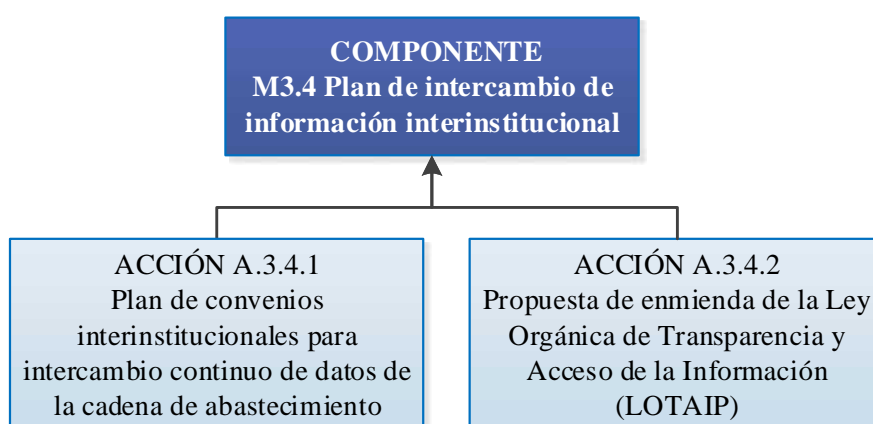 COMPONENTE
M3.4 Plan de intercambio de
información interinstitucional
ACCIÓN A.3.4.1
Plan de convenios
interinstitucionales para
intercambio continuo de datos de
la cadena de abastecimiento
ACCIÓN A.3.4.2
Propuesta de enmienda de la Ley
Orgánica de Transparencia y
Acceso de la Información
(LOTAIP)